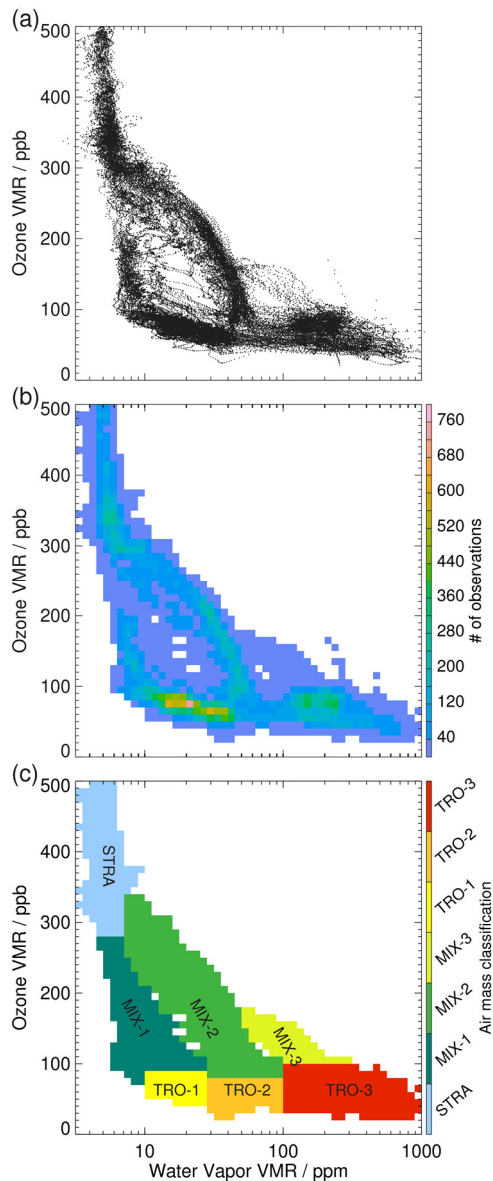 (a)
500
400
300
200
100
0
Ozone VMR / ppb
(b)
500
400
300
200
100
0
Ozone VMR / ppb
760
680
600
520
440
360
280
200
120
40
# of observations
(c)
500
400
300
200
100
0
Ozone VMR / ppb
STRA
MIX-1
MIX-2
MIX-3
TRO-1
TRO-2
TRO-3
TRO-3
TRO-2
TRO-1
MIX-3
MIX-2
MIX-1
STRA
Air mass classification
10
100
1000
Water Vapor VMR / ppm